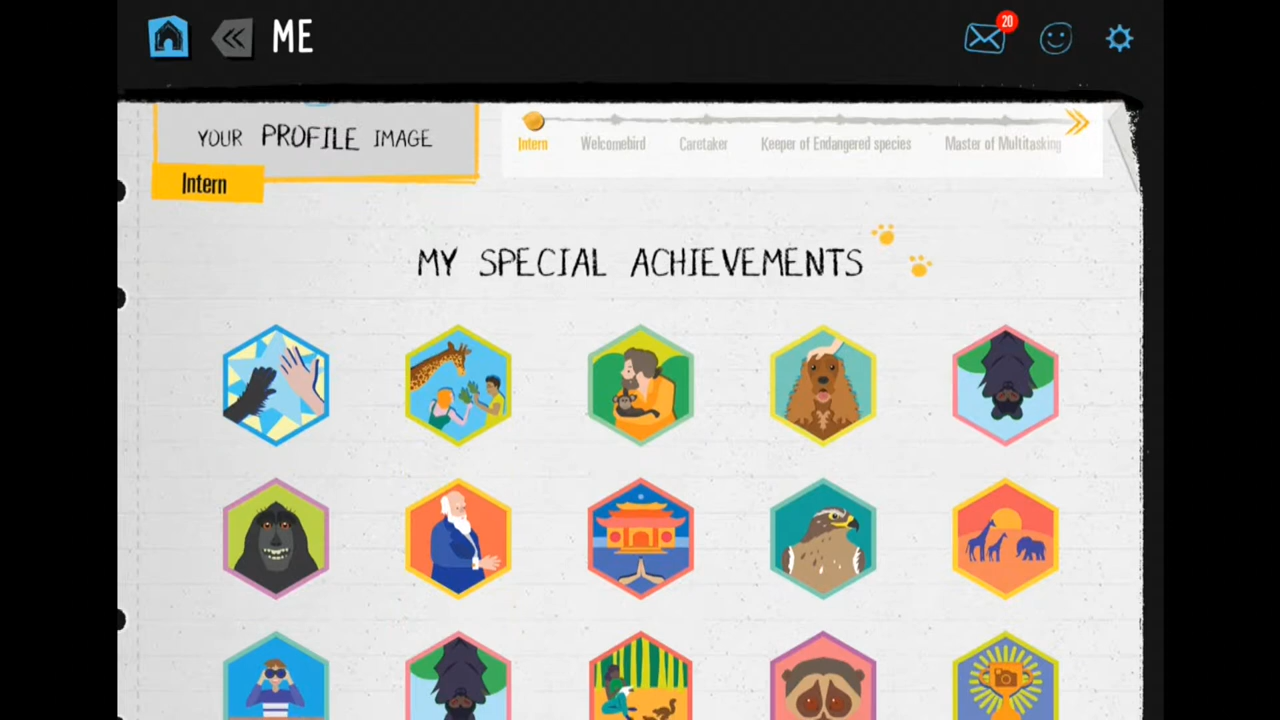 ME
20
YOUR PROFILE IMAGE
Intern
Intern Welcomebird Caretaker Keeper of Endangered species Master of Multitasking
MY SPECIAL ACHIEVEMENTS